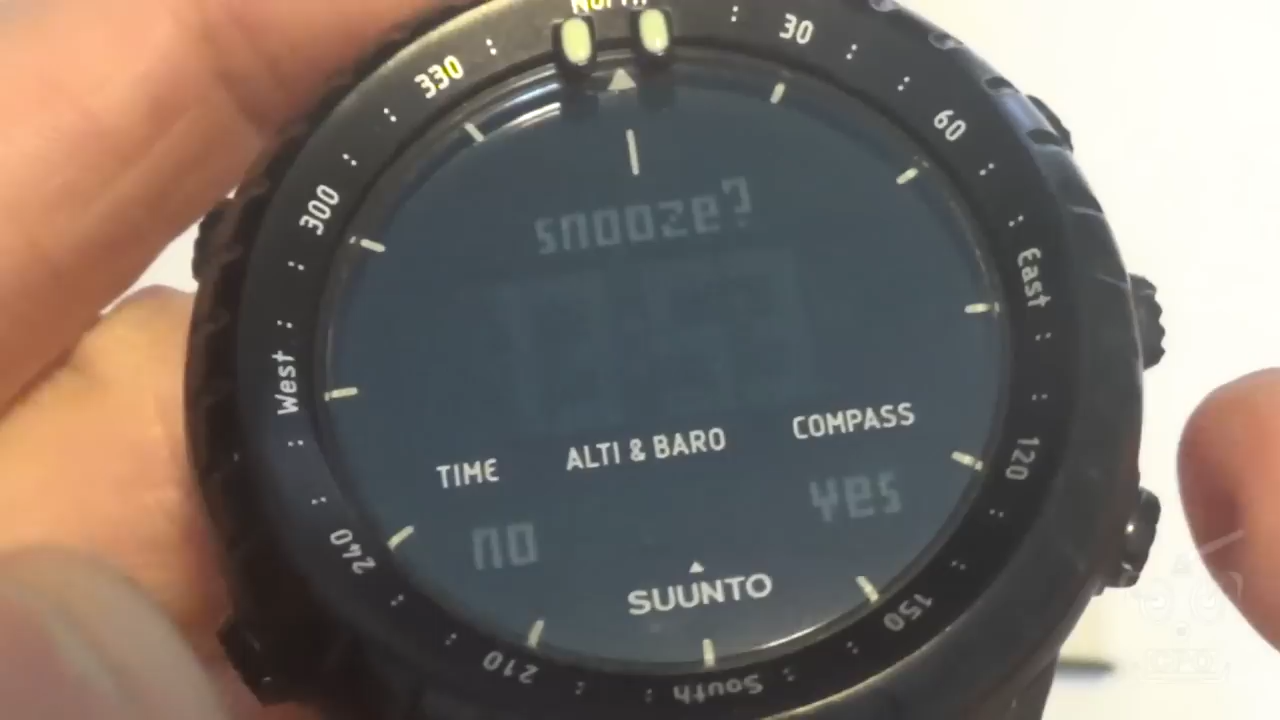 North
30
60
East
120
150
South
210
240
West
300
330
snooze?
TIME
ALTI & BARO
COMPASS
no
yes
SUUNTO